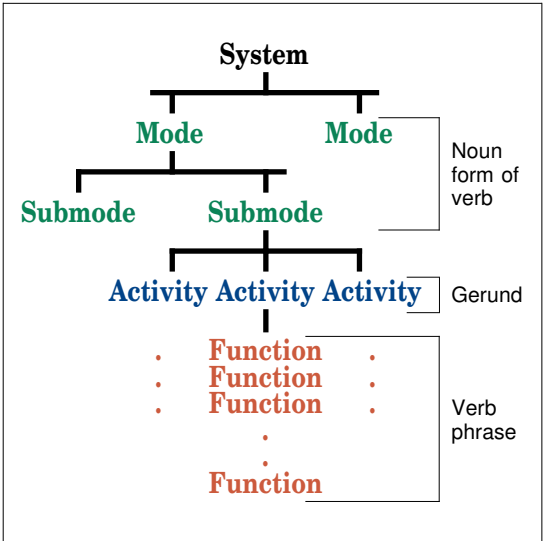 System
Mode Mode
Noun
form of
verb
Submode Submode
Activity Activity Activity
Gerund
. Function .
. Function .
. Function .
.
.
Function
Verb
phrase